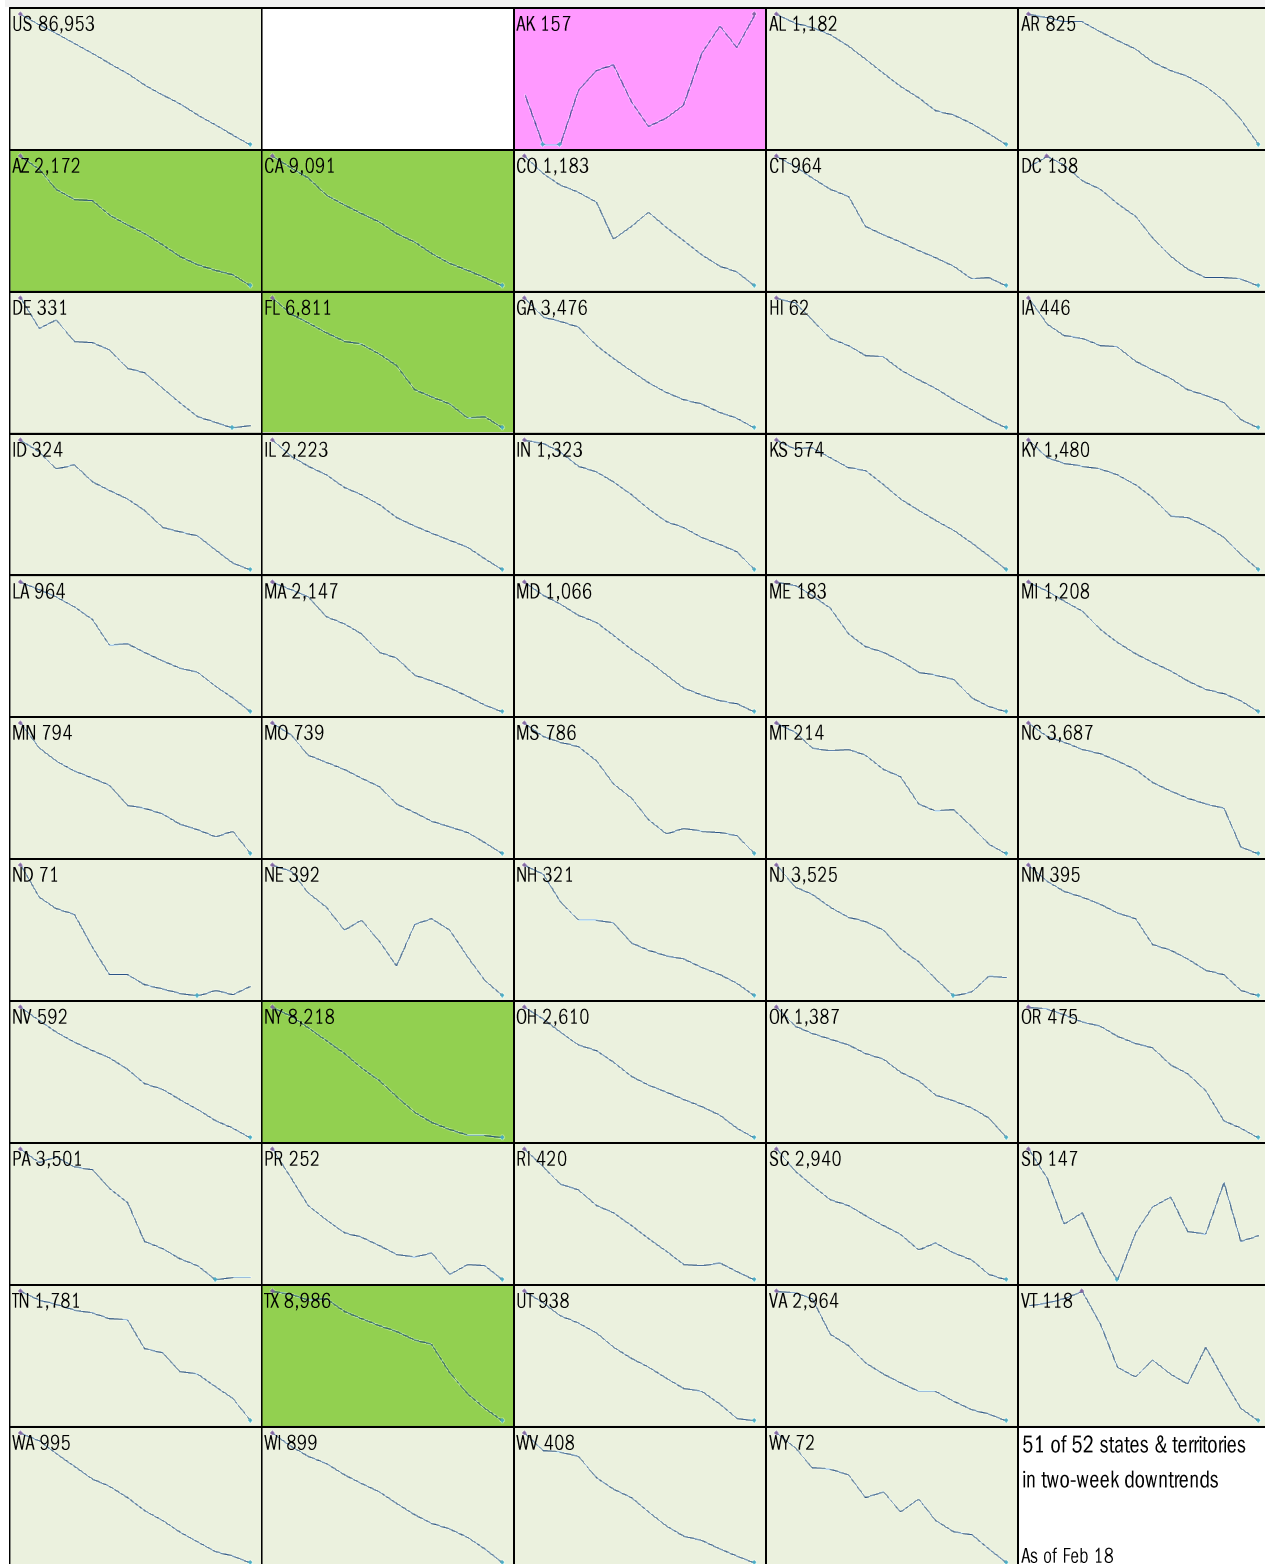 US 86,953
AK 157
AL 1,182
AR 825
AZ 2,172
CA 9,091
CO 1,183
CT 964
DC 138
DE 331
FL 6,811
GA 3,476
HI 62
IA 446
ID 324
IL 2,223
IN 1,323
KS 574
KY 1,480
LA 964
MA 2,147
MD 1,066
ME 183
MI 1,208
MN 794
MO 739
MS 786
MT 214
NC 3,687
ND 71
NE 392
NH 321
NJ 3,525
NM 395
NV 592
NY 8,218
OH 2,610
OK 1,387
OR 475
PA 3,501
PR 252
RI 420
SC 2,940
SD 147
TN 1,781
TX 8,986
UT 938
VA 2,964
VT 118
WA 995
WI 899
WV 408
WY 72
51 of 52 states & territories
in two-week downtrends
As of Feb 18